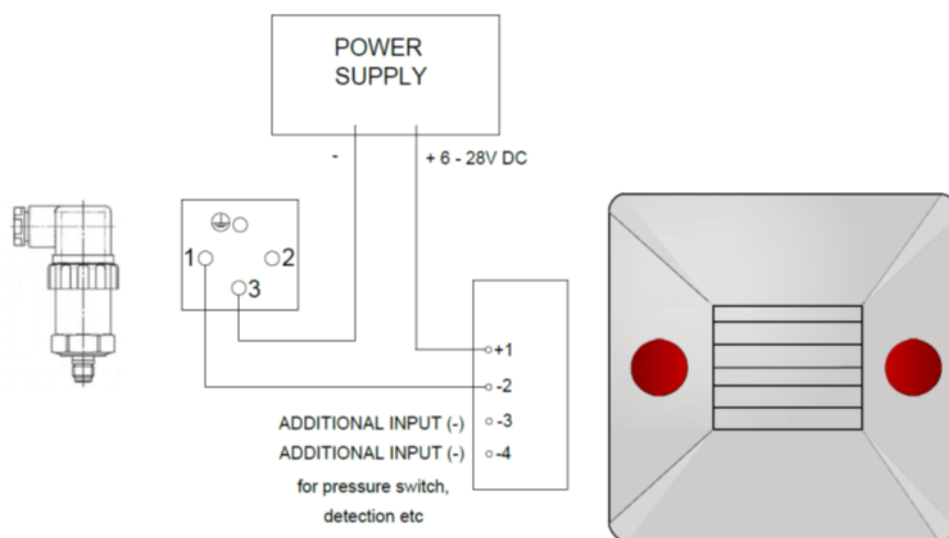 POWER
SUPPLY
-
+ 6 - 28V DC
1
2
3
+1
-2
ADDITIONAL INPUT (-)
-3
ADDITIONAL INPUT (-)
-4
for pressure switch,
detection etc